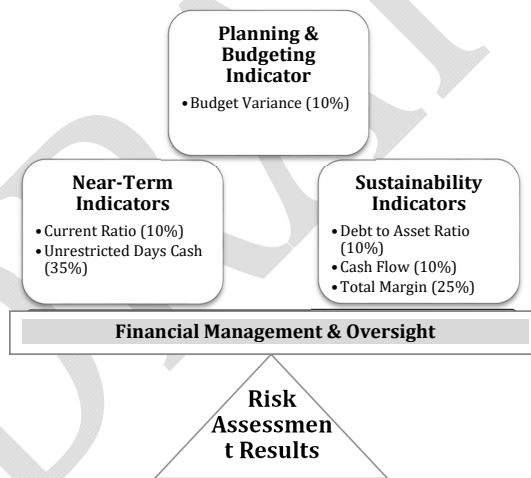 Planning &
Budgeting
Indicator
•Budget Variance (10%)
Near-Term
Indicators
•Current Ratio (10%)
•Unrestricted Days Cash
(35%)
Sustainability
Indicators
•Debt to Asset Ratio
(10%)
•Cash Flow (10%)
•Total Margin (25%)
Financial Management & Oversight
Risk
Assessmen
t Results